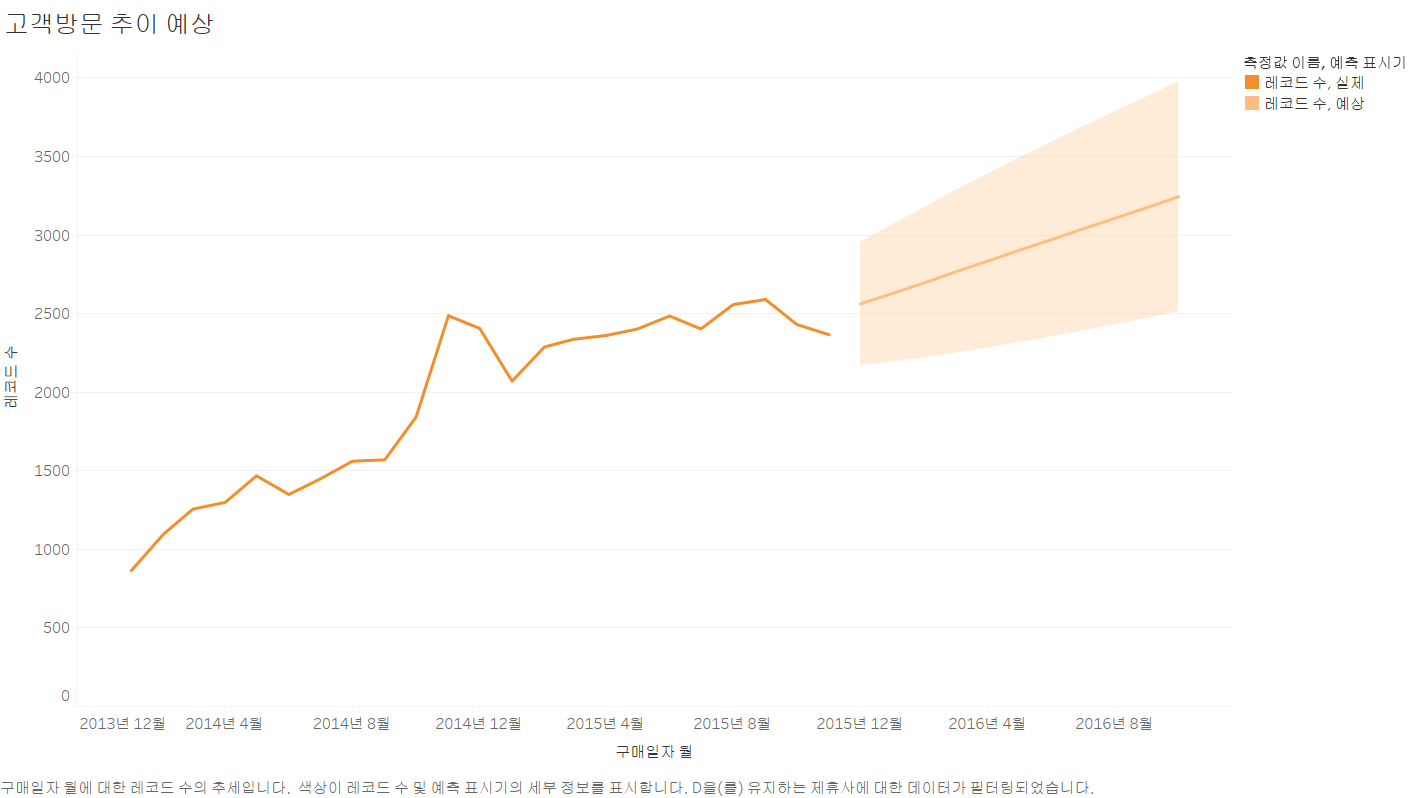 고객방문 추이 예상
측정값 이름, 예측 표시기
레코드 수, 실제
레코드 수, 예상
4000
3500
3000
2500
2000
1500
1000
500
0
레코드 수
2013년 12월 2014년 4월 2014년 8월 2014년 12월 2015년 4월 2015년 8월 2015년 12월 2016년 4월 2016년 8월
구매일자 월
구매일자 월에 대한 레코드 수의 추세입니다. 색상이 레코드 수 및 예측 표시기의 세부 정보를 표시합니다. D을(를) 유지하는 제휴사에 대한 데이터가 필터링되었습니다.